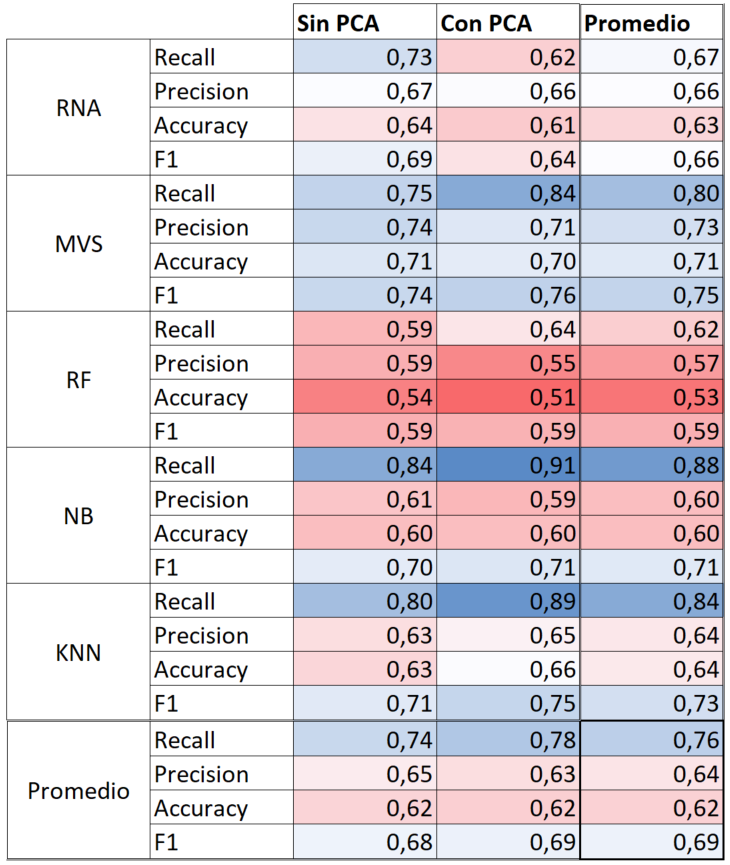 Sin PCA Con PCA Promedio
RNA
Recall 0,73 0,62 0,67
Precision 0,67 0,66 0,66
Accuracy 0,64 0,61 0,63
F1 0,69 0,64 0,66
MVS
Recall 0,75 0,84 0,80
Precision 0,74 0,71 0,73
Accuracy 0,71 0,70 0,71
F1 0,74 0,76 0,75
RF
Recall 0,59 0,64 0,62
Precision 0,59 0,55 0,57
Accuracy 0,54 0,51 0,53
F1 0,59 0,59 0,59
NB
Recall 0,84 0,91 0,88
Precision 0,61 0,59 0,60
Accuracy 0,60 0,60 0,60
F1 0,70 0,71 0,71
KNN
Recall 0,80 0,89 0,84
Precision 0,63 0,65 0,64
Accuracy 0,63 0,66 0,64
F1 0,71 0,75 0,73
Promedio
Recall 0,74 0,78 0,76
Precision 0,65 0,63 0,64
Accuracy 0,62 0,62 0,62
F1 0,68 0,69 0,69